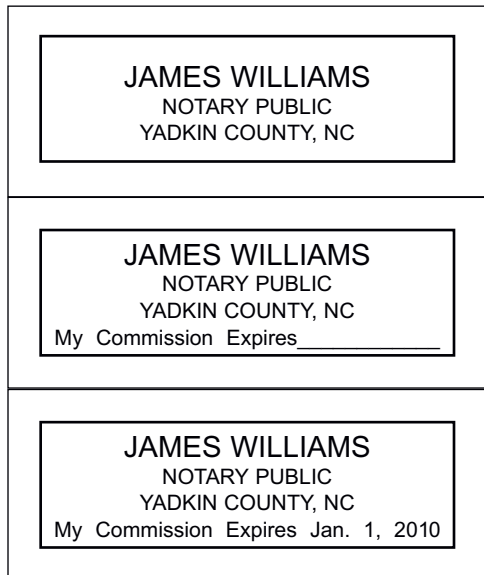 JAMES WILLIAMS
NOTARY PUBLIC
YADKIN COUNTY, NC
JAMES WILLIAMS
NOTARY PUBLIC
YADKIN COUNTY, NC
My Commission Expires____________
JAMES WILLIAMS
NOTARY PUBLIC
YADKIN COUNTY, NC
My Commission Expires Jan. 1, 2010